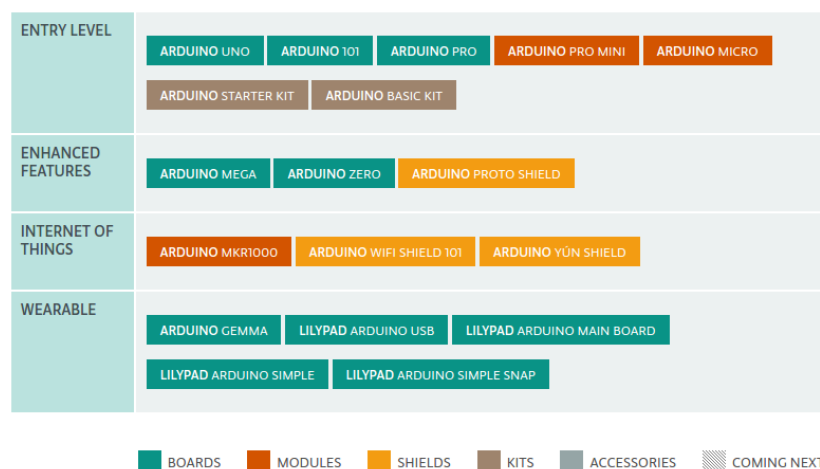 ENTRY LEVEL
ARDUINO UNO ARDUINO 101 ARDUINO PRO ARDUINO PRO MINI ARDUINO MICRO
ARDUINO STARTER KIT ARDUINO BASIC KIT
ENHANCED
FEATURES
ARDUINO MEGA ARDUINO ZERO ARDUINO PROTO SHIELD
INTERNET OF
THINGS
ARDUINO MKR1000 ARDUINO WIFI SHIELD 101 ARDUINO YÚN SHIELD
WEARABLE
ARDUINO GEMMA LILYPAD ARDUINO USB LILYPAD ARDUINO MAIN BOARD
LILYPAD ARDUINO SIMPLE LILYPAD ARDUINO SIMPLE SNAP
BOARDS MODULES SHIELDS KITS ACCESSORIES COMING NEXT